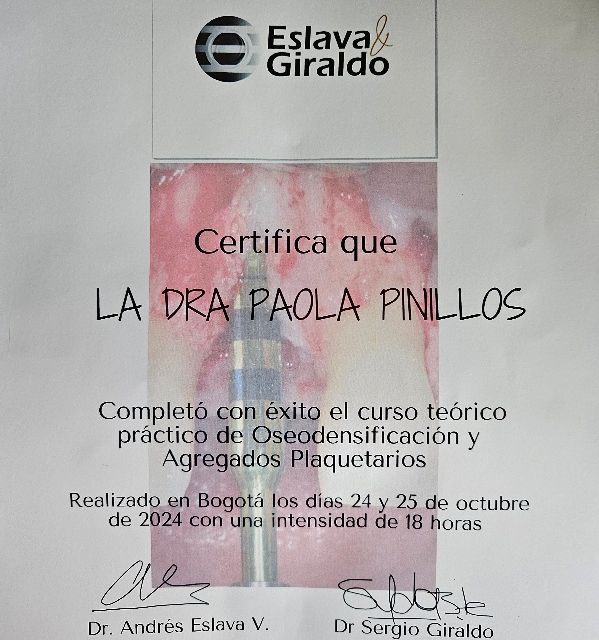 Eslava &
Giraldo
Certifica que
LA DRA PAOLA PINILLOS
Completó con éxito el curso teórico
práctico de Oseodensificación y
Agregados Plaquetarios
Realizado en Bogotá los días 24 y 25 de octubre
de 2024 con una intensidad de 18 horas
Dr. Andrés Eslava V. Dr Sergio Giraldo